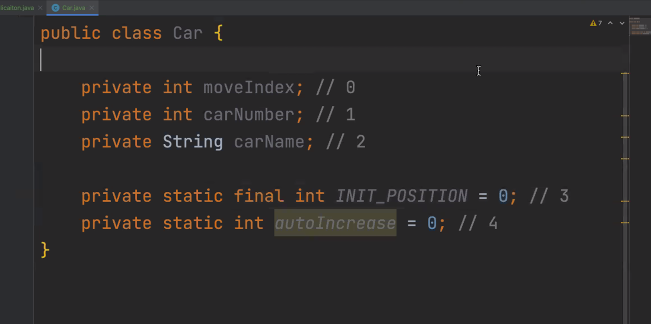 lication.java Car.java
public class Car {
7
private int moveIndex; // 0
private int carNumber; // 1
private String carName; // 2
private static final int INIT_POSITION = 0; // 3
private static int autoIncrease = 0; // 4
}